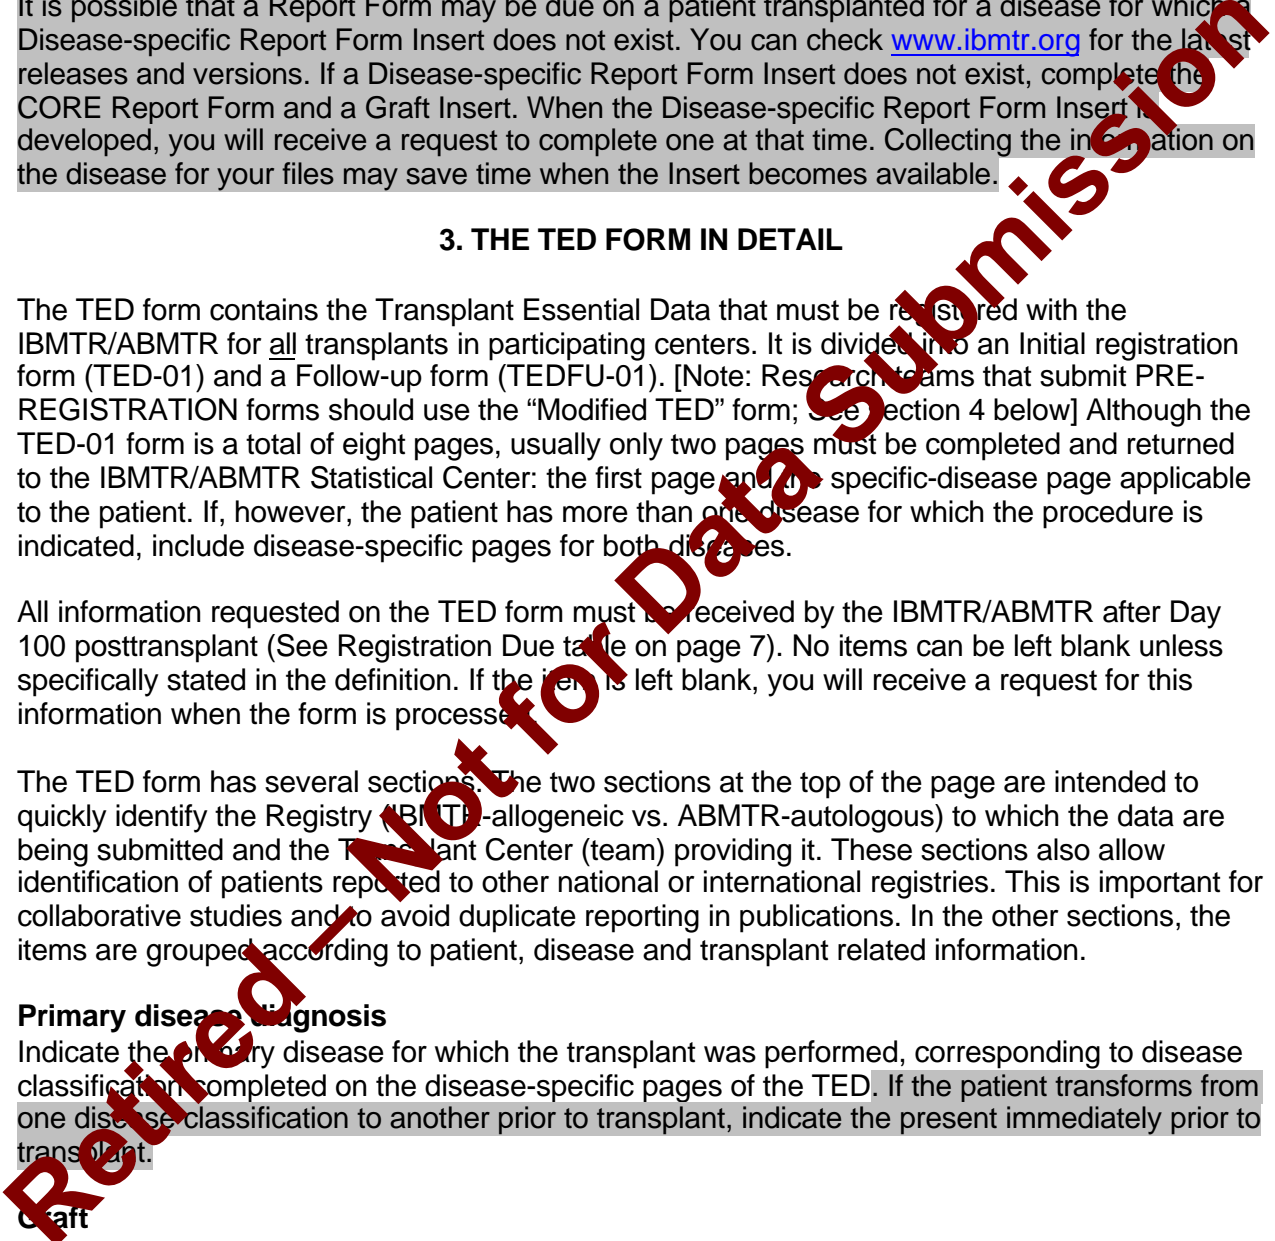 It is possible that a Report Form may be due on a patient transplanted for a disease for which a
Disease-specific Report Form Insert does not exist. You can check www.ibmtr.org for the latest
releases and versions. If a Disease-specific Report Form Insert does not exist, complete the
CORE Report Form and a Graft Insert. When the Disease-specific Report Form Insert is
developed, you will receive a request to complete one at that time. Collecting the information on
the disease for your files may save time when the Insert becomes available.
3. THE TED FORM IN DETAIL
The TED form contains the Transplant Essential Data that must be registered with the
IBMTR/ABMTR for all transplants in participating centers. It is divided into an Initial registration
form (TED-01) and a Follow-up form (TEDFU-01). [Note: Research teams that submit PRE-
REGISTRATION forms should use the “Modified TED” form; See Section 4 below] Although the
TED-01 form is a total of eight pages, usually only two pages must be completed and returned
to the IBMTR/ABMTR Statistical Center: the first page and the specific-disease page applicable
to the patient. If, however, the patient has more than one disease for which the procedure is
indicated, include disease-specific pages for both diseases.
All information requested on the TED form must be received by the IBMTR/ABMTR after Day
100 posttransplant (See Registration Due table on page 7). No items can be left blank unless
specifically stated in the definition. If the item is left blank, you will receive a request for this
information when the form is processed.
The TED form has several sections. The two sections at the top of the page are intended to
quickly identify the Registry (IBMTR-allogeneic vs. ABMTR-autologous) to which the data are
being submitted and the Transplant Center (team) providing it. These sections also allow
identification of patients reported to other national or international registries. This is important for
collaborative studies and to avoid duplicate reporting in publications. In the other sections, the
items are grouped according to patient, disease and transplant related information.
Primary disease diagnosis
Indicate the primary disease for which the transplant was performed, corresponding to disease
classification completed on the disease-specific pages of the TED. If the patient transforms from
one disease classification to another prior to transplant, indicate the present immediately prior to
transplant.
Graft
Retired – Not for Data Submission